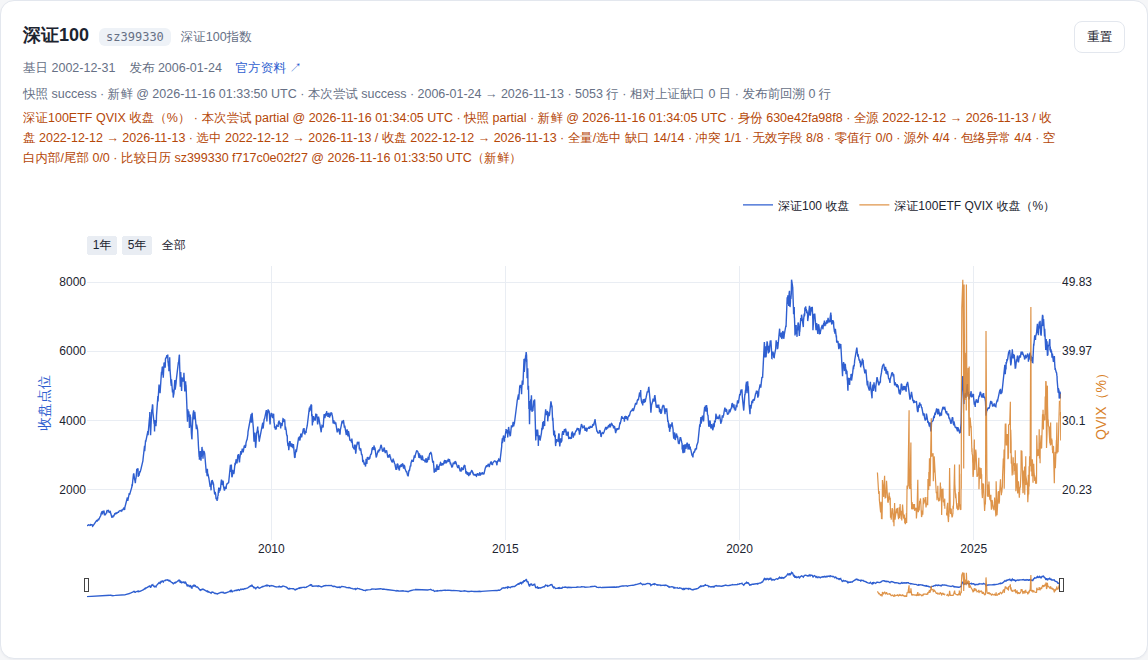 深证100 sz399330 深证100指数
重置
基日 2002-12-31 发布 2006-01-24 官方资料 ↗
快照 success · 新鲜 @ 2026-11-16 01:33:50 UTC · 本次尝试 success · 2006-01-24 → 2026-11-13 · 5053 行 · 相对上证缺口 0 日 · 发布前回溯 0 行
深证100ETF QVIX 收盘（%） · 本次尝试 partial @ 2026-11-16 01:34:05 UTC · 快照 partial · 新鲜 @ 2026-11-16 01:34:05 UTC · 身份 630e42fa98f8 · 全源 2022-12-12 → 2026-11-13 / 收
盘 2022-12-12 → 2026-11-13 · 选中 2022-12-12 → 2026-11-13 / 收盘 2022-12-12 → 2026-11-13 · 全量/选中 缺口 14/14 · 冲突 1/1 · 无效字段 8/8 · 零值行 0/0 · 源外 4/4 · 包络异常 4/4 · 空
白内部/尾部 0/0 · 比较日历 sz399330 f717c0e02f27 @ 2026-11-16 01:33:50 UTC（新鲜）
深证100 收盘 深证100ETF QVIX 收盘（%）
1年 5年 全部
8000 49.83
6000 39.97
4000 30.1
2000 20.23
收盘点位
QVIX（%）
2010 2015 2020 2025